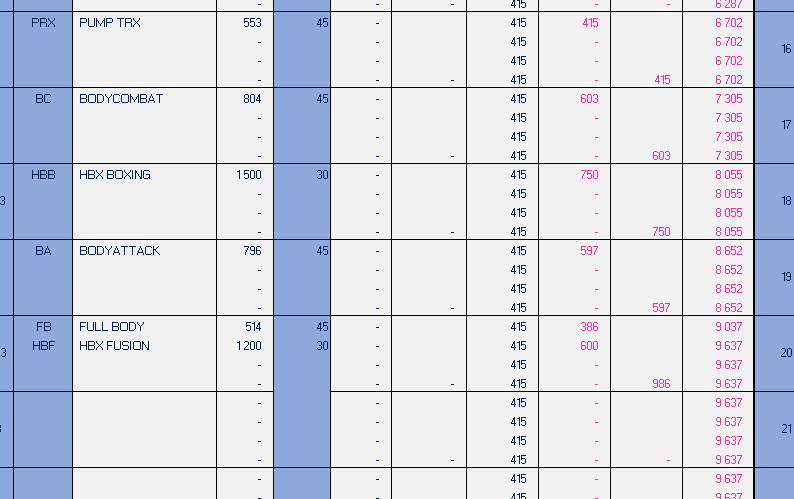 415 - - 6 287
PRX PUMP TRX 553 45 - 415 415 6 702
- - 415 - 6 702
- - 415 - 6 702
- - - 415 - 415 6 702
16
BC BODYCOMBAT 804 45 - 415 603 7 305
- - 415 - 7 305
- - 415 - 7 305
- - - 415 - 603 7 305
17
HBB HBX BOXING 1 500 30 - 415 750 8 055
- - 415 - 8 055
3 18
- - 415 - 8 055
- - - 415 - 750 8 055
BA BODYATTACK 796 45 - 415 597 8 652
- - 415 - 8 652
19
- - 415 - 8 652
- - - 415 - 597 8 652
FB FULL BODY 514 45 - 415 386 9 037
HBF HBX FUSION 1 200 30 - 415 600 9 637
3 20
- - 415 - 9 637
- - - 415 - 986 9 637
- - 415 - 9 637
- - 415 - 9 637
21
- - 415 - 9 637
- - - 415 - - 9 637
- - 415 - 9 637
415 9 637